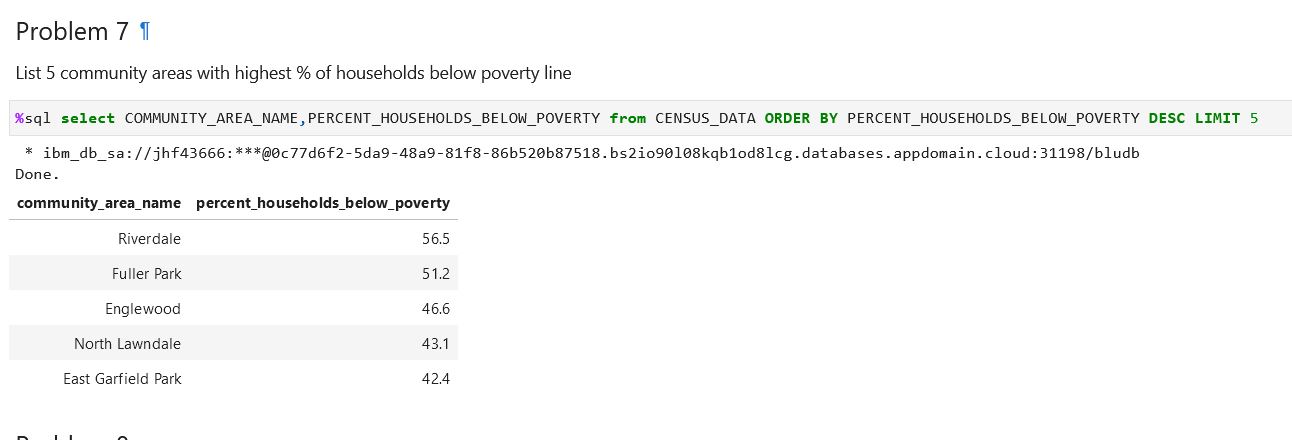 Problem 7 ¶
List 5 community areas with highest % of households below poverty line
%sql select COMMUNITY_AREA_NAME,PERCENT_HOUSEHOLDS_BELOW_POVERTY from CENSUS_DATA ORDER BY PERCENT_HOUSEHOLDS_BELOW_POVERTY DESC LIMIT 5
* ibm_db_sa://jhf43666:***@0c77d6f2-5da9-48a9-81f8-86b520b87518.bs2io90l08kqb1od8lcg.databases.appdomain.cloud:31198/bludb
Done.
community_area_name percent_households_below_poverty
Riverdale 56.5
Fuller Park 51.2
Englewood 46.6
North Lawndale 43.1
East Garfield Park 42.4